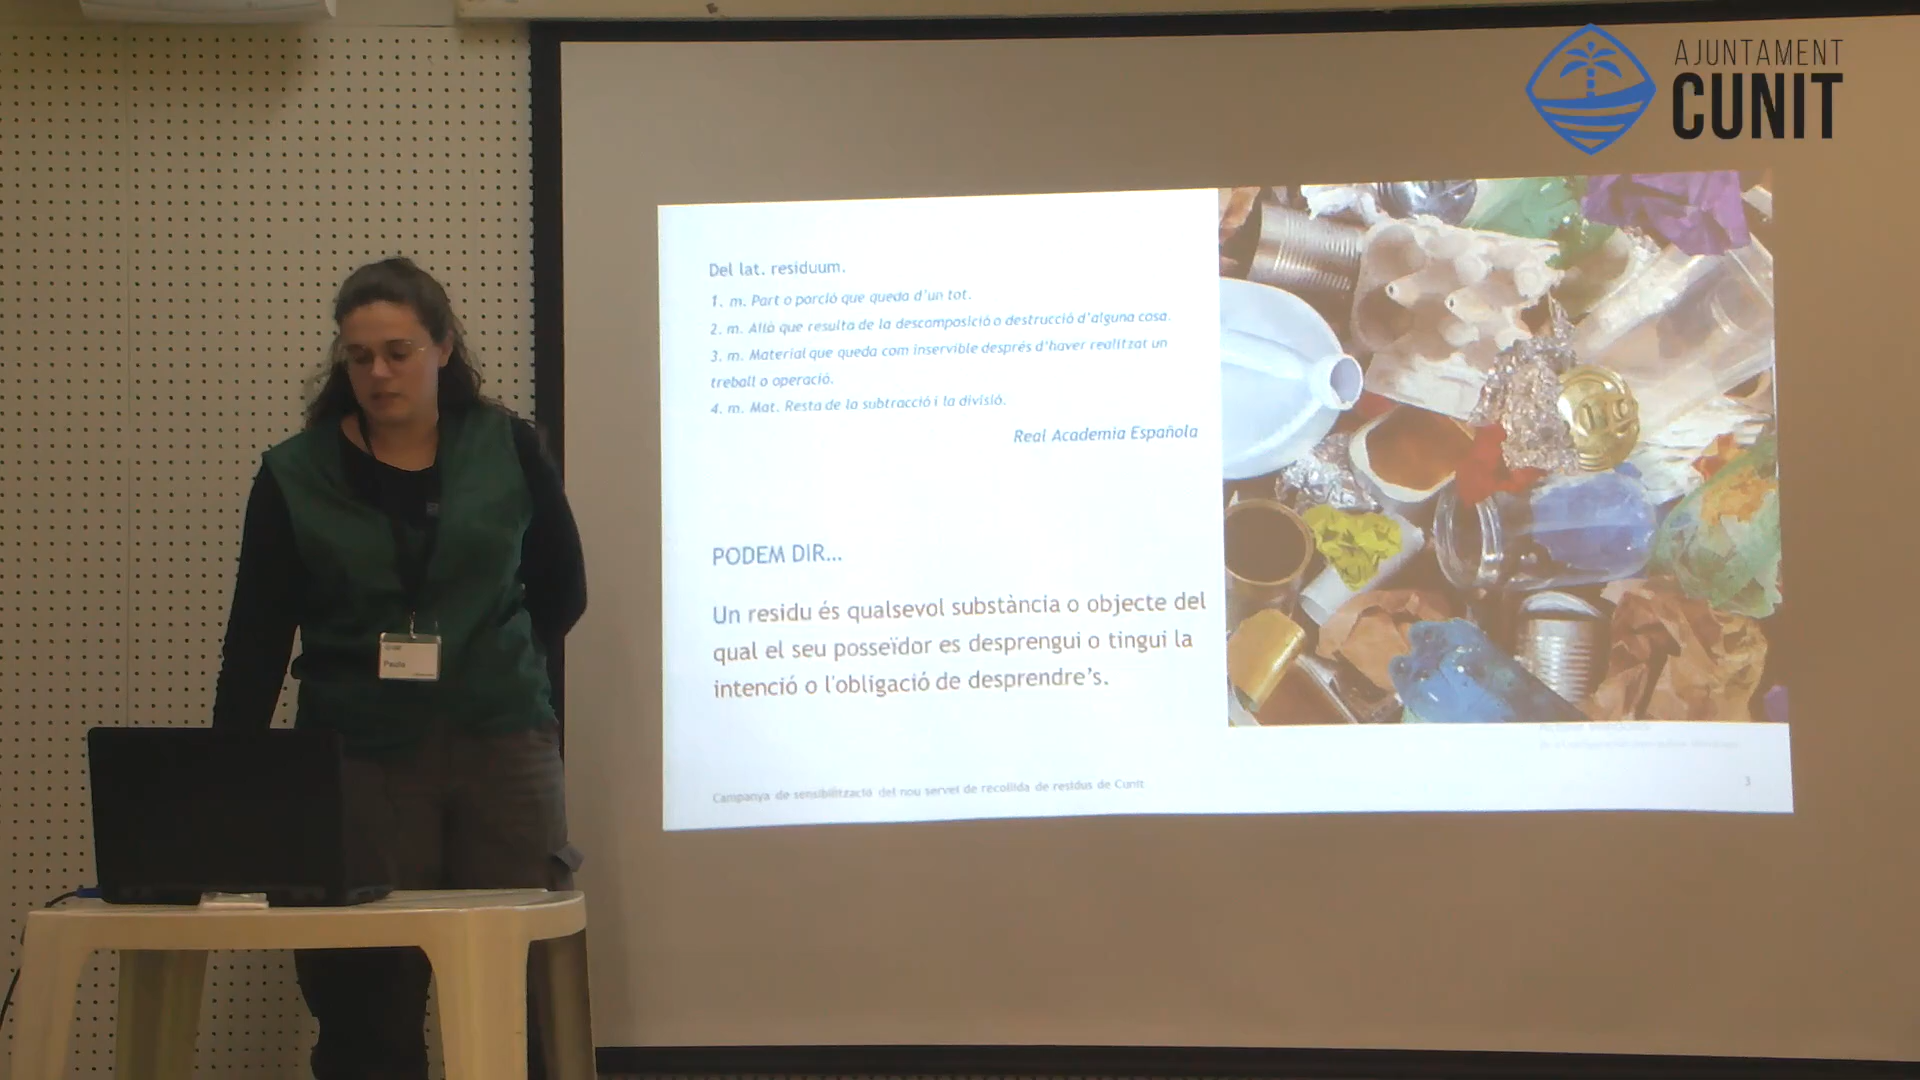 AJUNTAMENT
CUNIT
Del lat. residuum.
1. m. Part o porció que queda d'un tot.
2. m. Allò que resulta de la descomposició o destrucció d'alguna cosa.
3. m. Material que queda com inservible després d'haver realitzat un
treball o operació.
4. m. Mat. Resta de la subtracció i la divisió.
Real Academia Española
PODEM DIR...
Un residu és qualsevol substància o objecte del
qual el seu posseïdor es desprengui o tingui la
intenció o l'obligació de desprendre's.
Paula
Campanya de sensibilització del nou servei de recollida de residus de Cunit
3